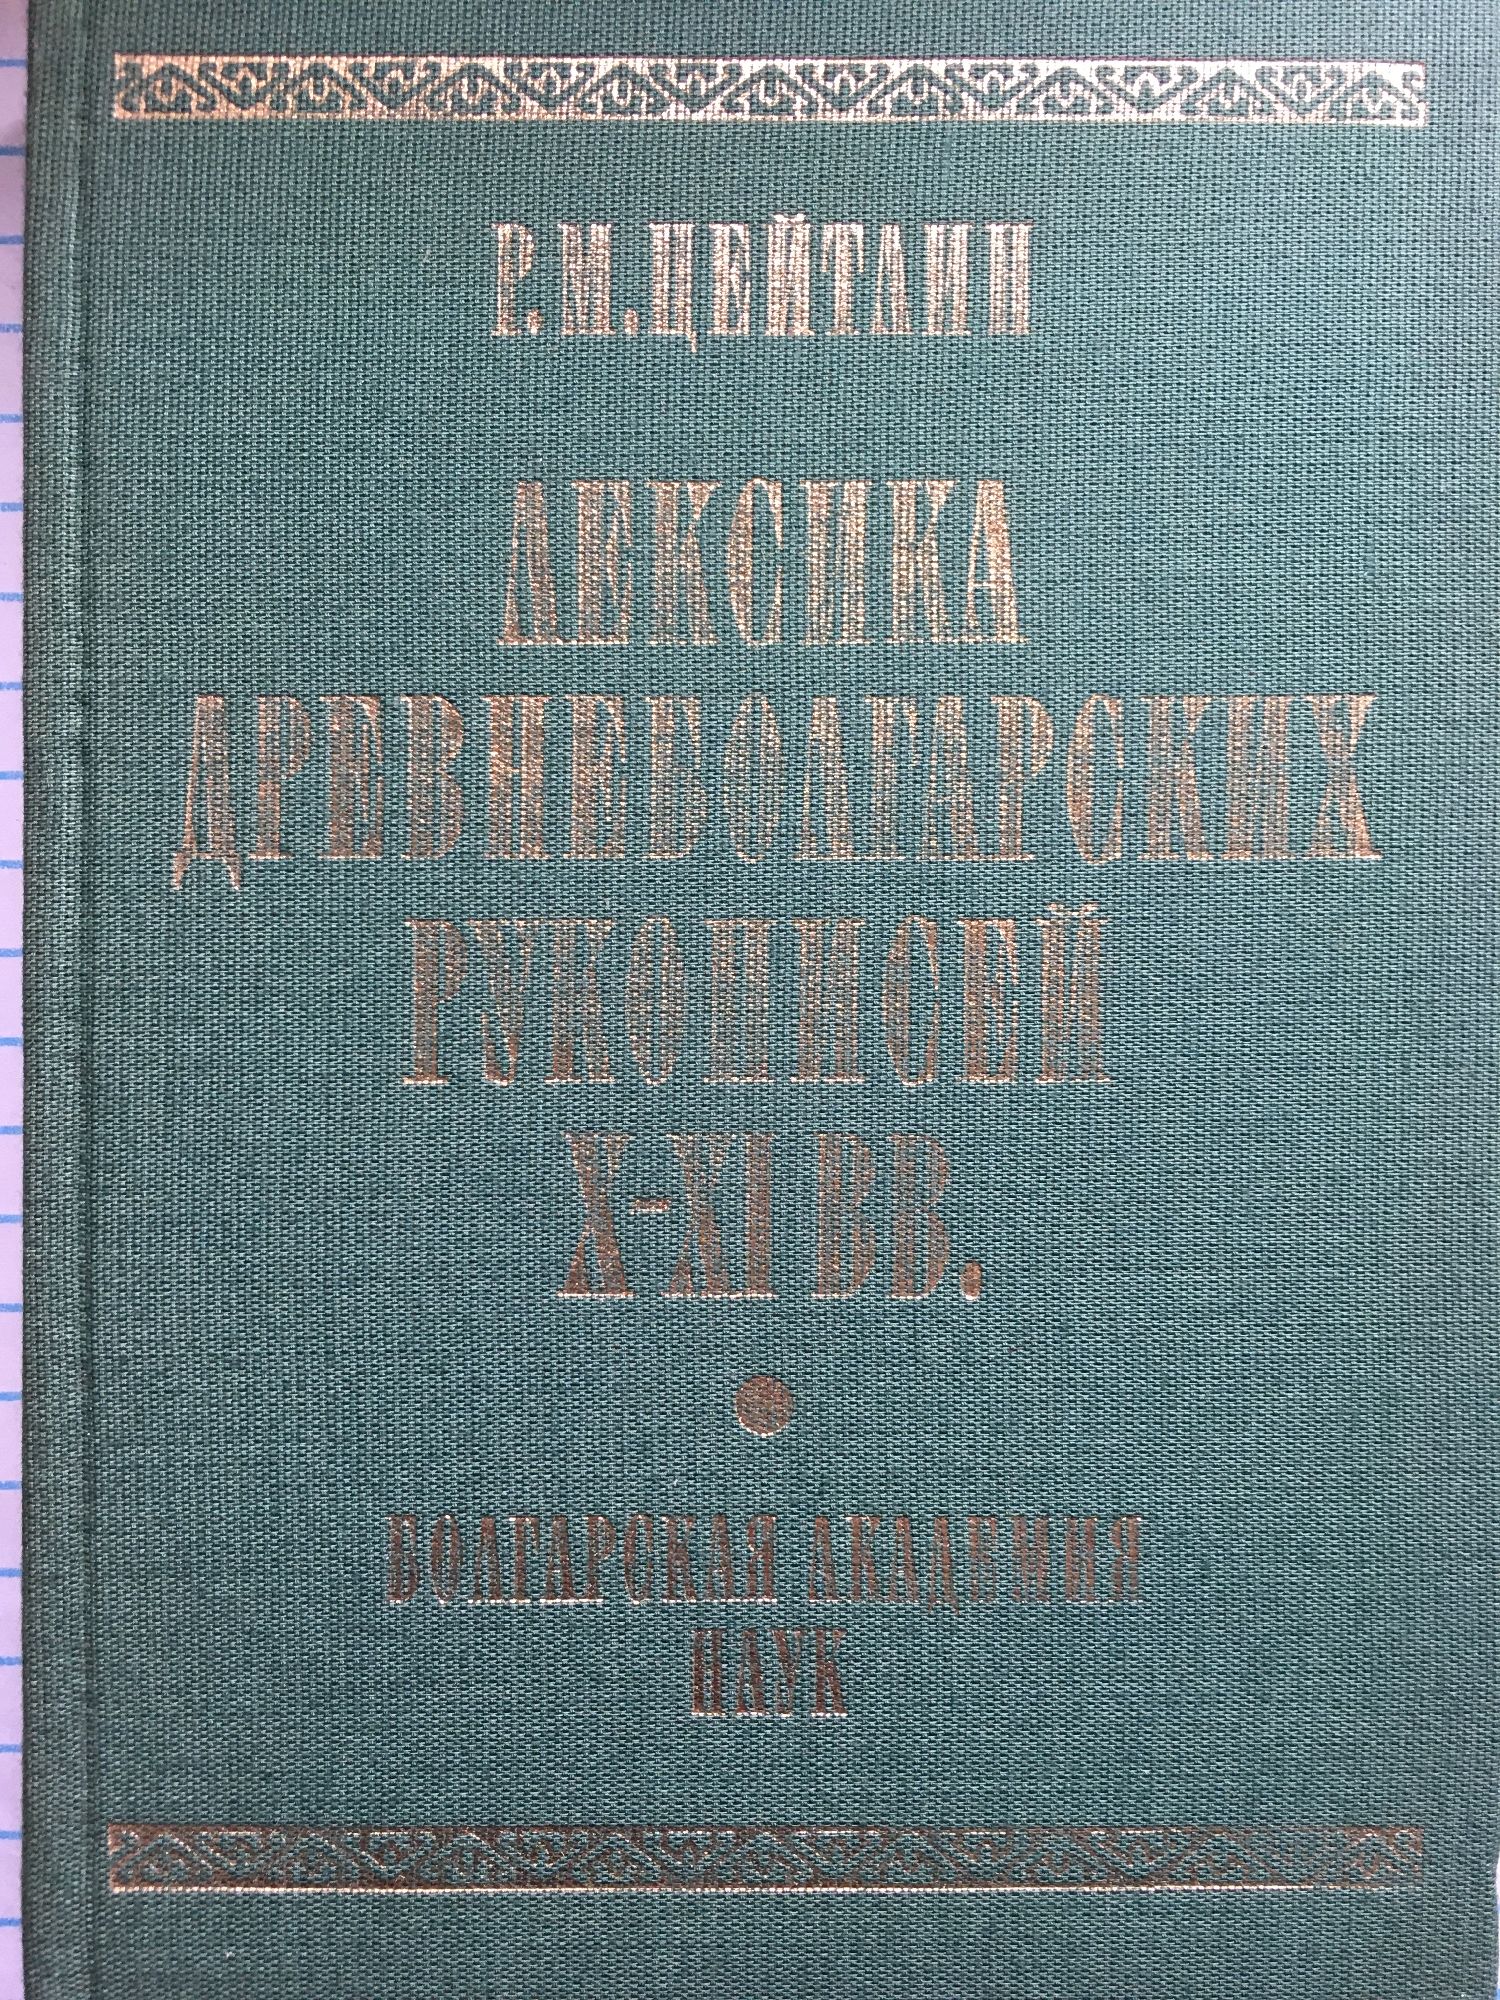 Р. М. ЦЕЙТЛИН
ЛЕКСИКА
ДРЕВНЕБОЛГАРСКИХ
РУКОПИСЕЙ
X–XI ВВ.
БОЛГАРСКАЯ АКАДЕМИЯ
НАУК